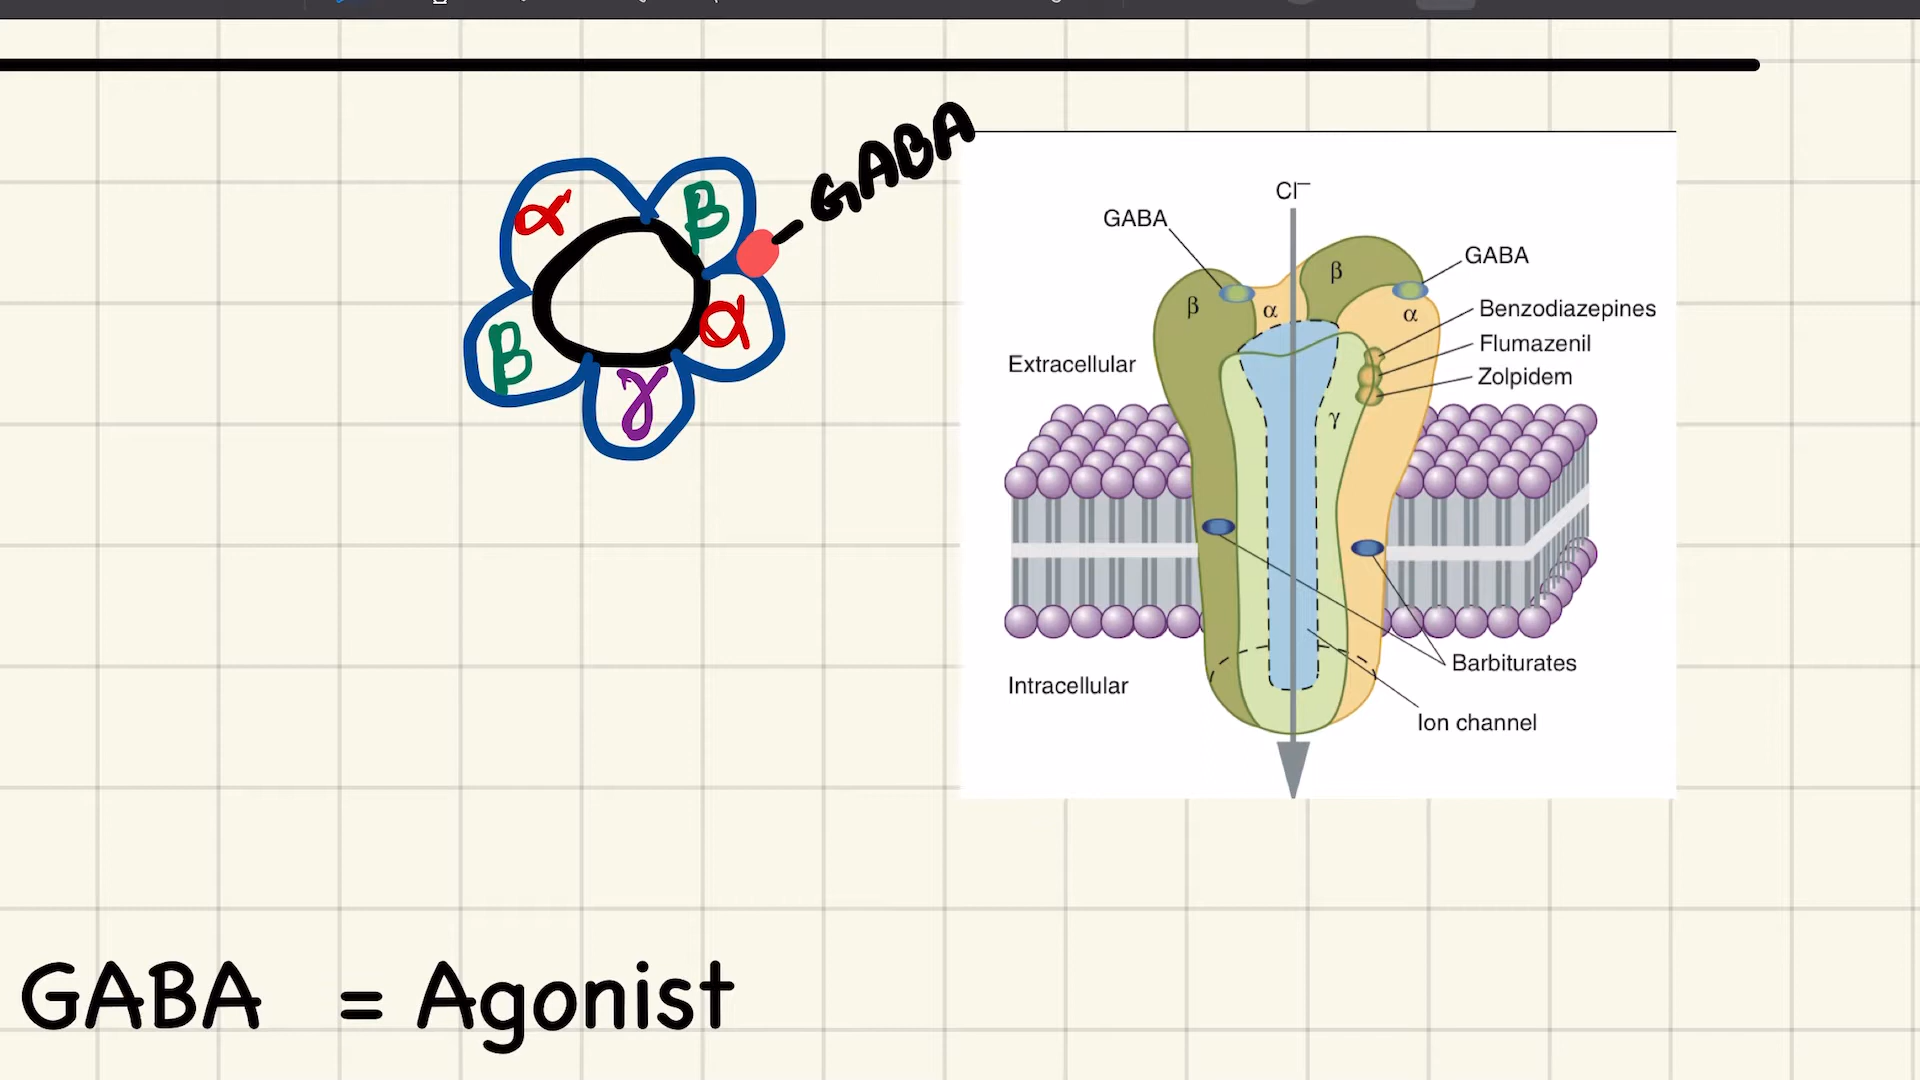 α
β
GABA
α
γ
β
Cl⁻
GABA
GABA
β
β
α
α
Benzodiazepines
Flumazenil
Zolpidem
Extracellular
γ
Intracellular
Barbiturates
Ion channel
GABA = Agonist